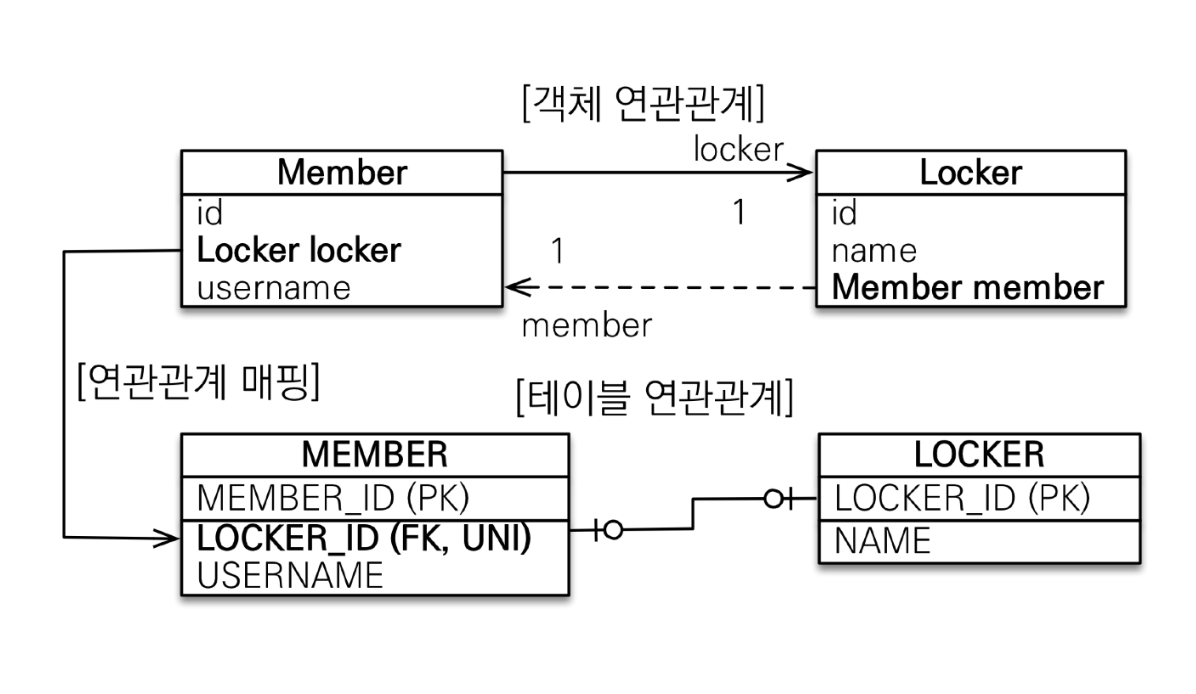 [객체 연관관계]
locker
Member
id
Locker locker
username
1
1
member
Locker
id
name
Member member
[연관관계 매핑]
[테이블 연관관계]
MEMBER
MEMBER_ID (PK)
LOCKER_ID (FK, UNI)
USERNAME
LOCKER
LOCKER_ID (PK)
NAME